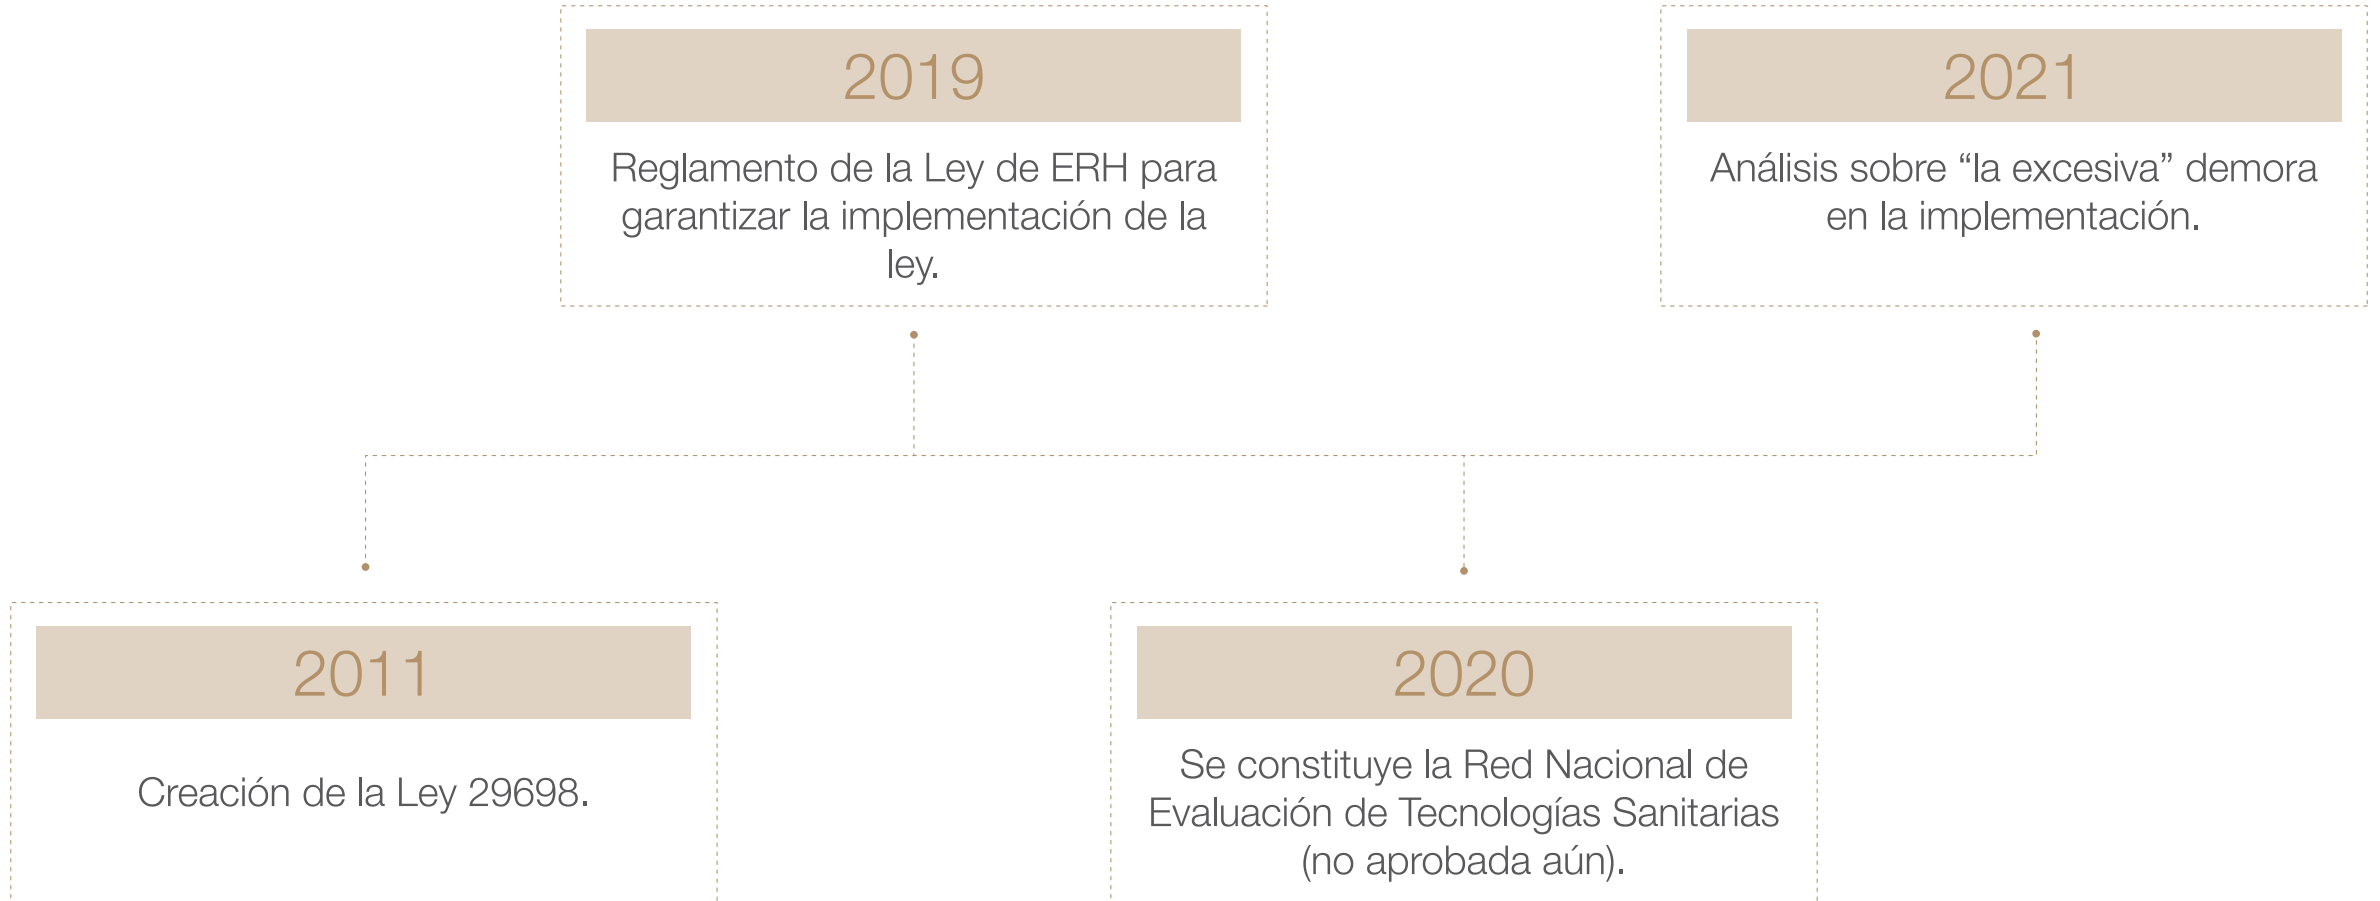 2019
Reglamento de la Ley de ERH para
garantizar la implementación de la
ley.
2021
Análisis sobre “la excesiva” demora
en la implementación.
2011
Creación de la Ley 29698.
2020
Se constituye la Red Nacional de
Evaluación de Tecnologías Sanitarias
(no aprobada aún).